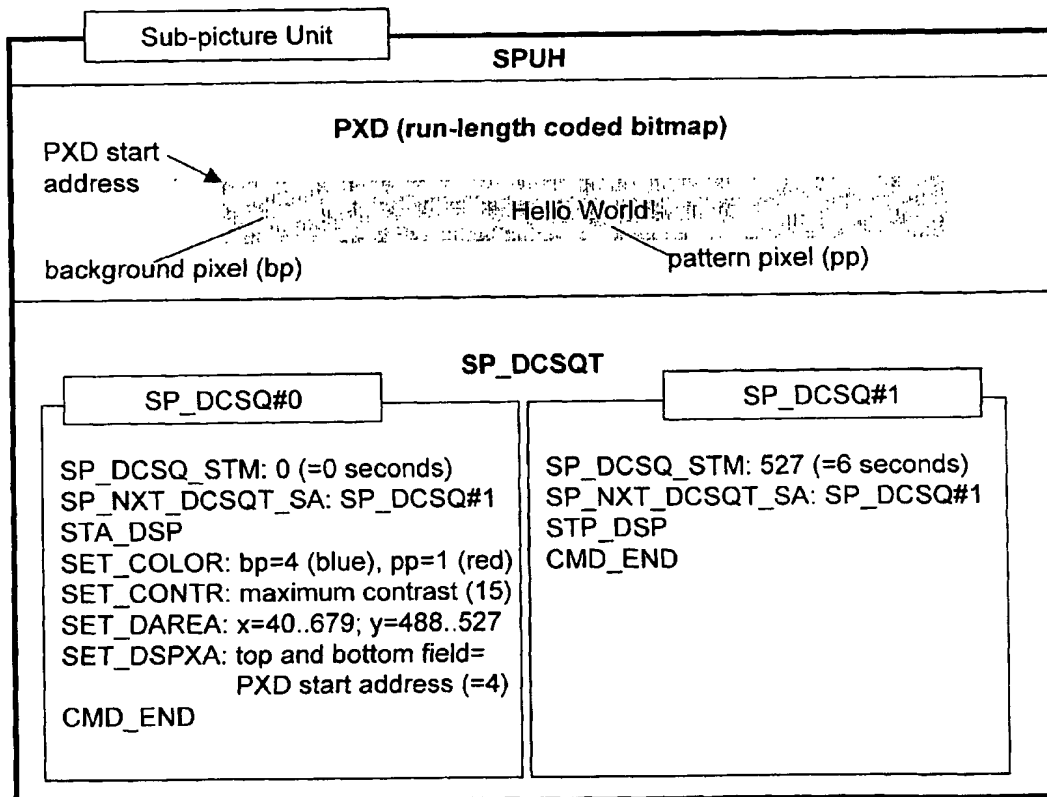 Sub-picture Unit
SPUH
PXD (run-length coded bitmap)
PXD start
address
Hello World!
background pixel (bp)
pattern pixel (pp)
SP_DCSQT
SP_DCSQ#0
SP_DCSQ_STM: 0 (=0 seconds)
SP_NXT_DCSQT_SA: SP_DCSQ#1
STA_DSP
SET_COLOR: bp=4 (blue), pp=1 (red)
SET_CONTR: maximum contrast (15)
SET_DAREA: x=40..679; y=488..527
SET_DSPXA: top and bottom field=
PXD start address (=4)
CMD_END
SP_DCSQ#1
SP_DCSQ_STM: 527 (=6 seconds)
SP_NXT_DCSQT_SA: SP_DCSQ#1
STP_DSP
CMD_END